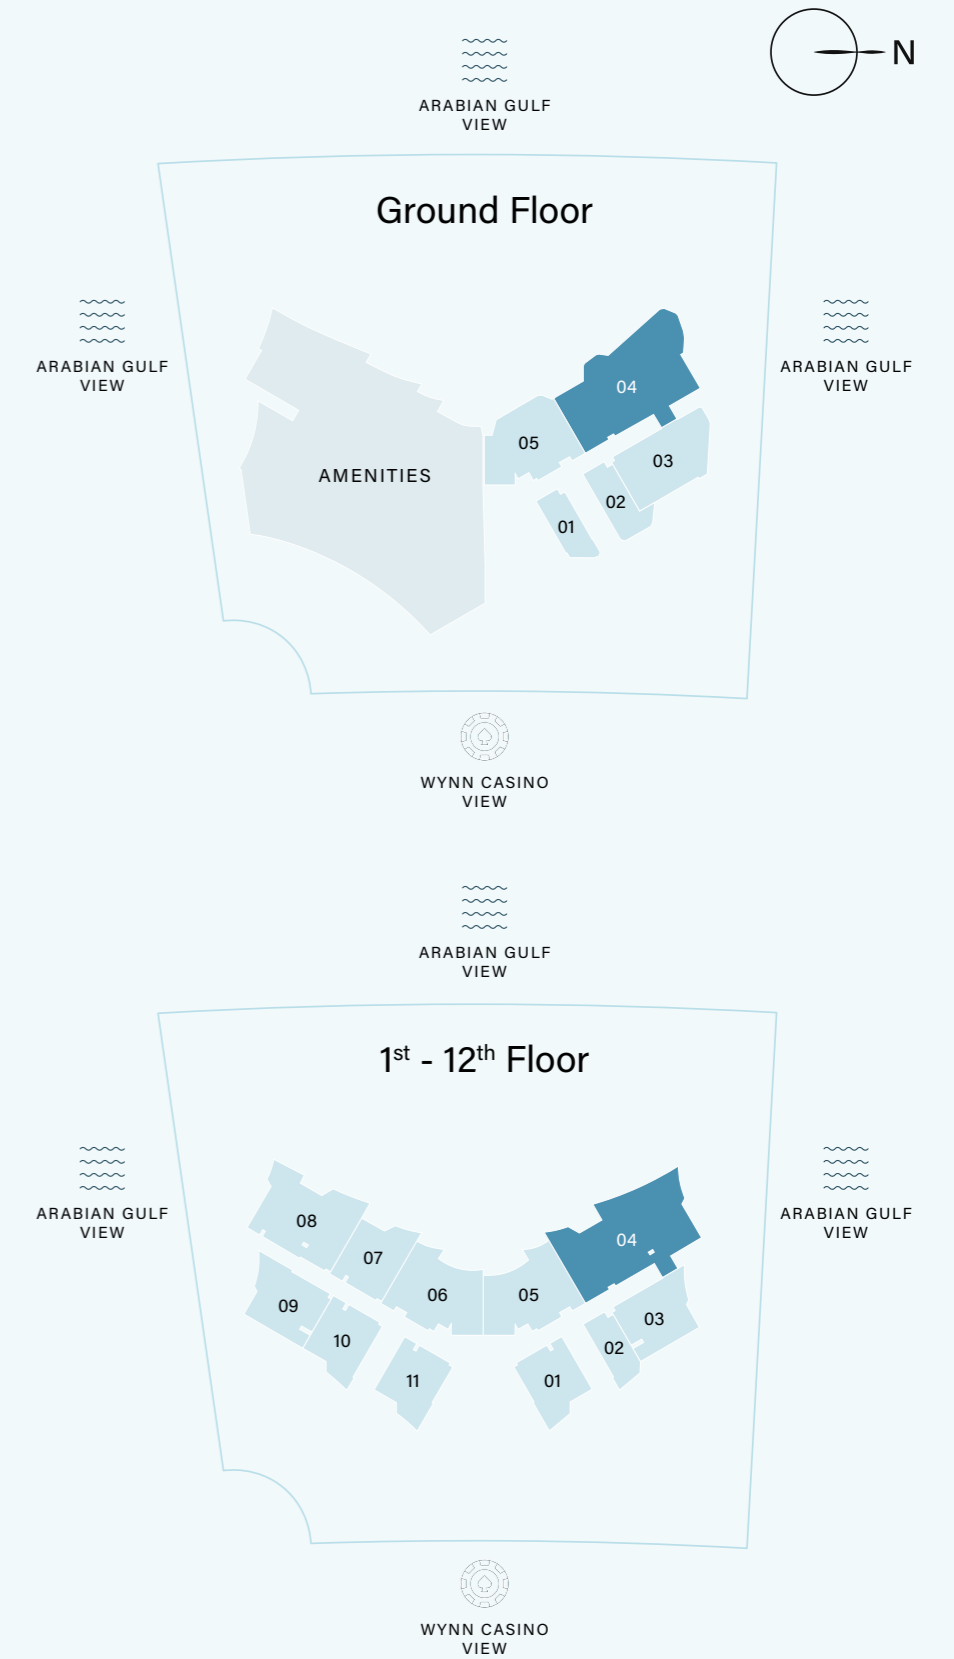 N
ARABIAN GULF
VIEW
Ground Floor
ARABIAN GULF
VIEW
ARABIAN GULF
VIEW
04
05
03
AMENITIES
02
01
WYNN CASINO
VIEW
ARABIAN GULF
VIEW
1st - 12th Floor
ARABIAN GULF
VIEW
ARABIAN GULF
VIEW
08
04
07
06
05
09
03
10
02
11
01
WYNN CASINO
VIEW